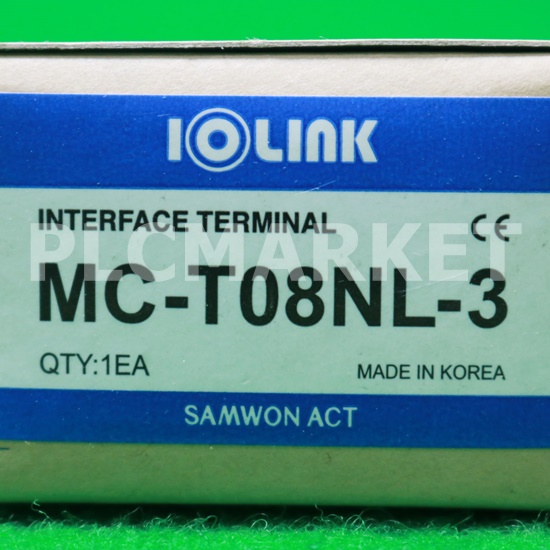 IOLINK
INTERFACE TERMINAL
CE
PLCMARKET
MC-T08NL-3
QTY:1EA
MADE IN KOREA
SAMWON ACT